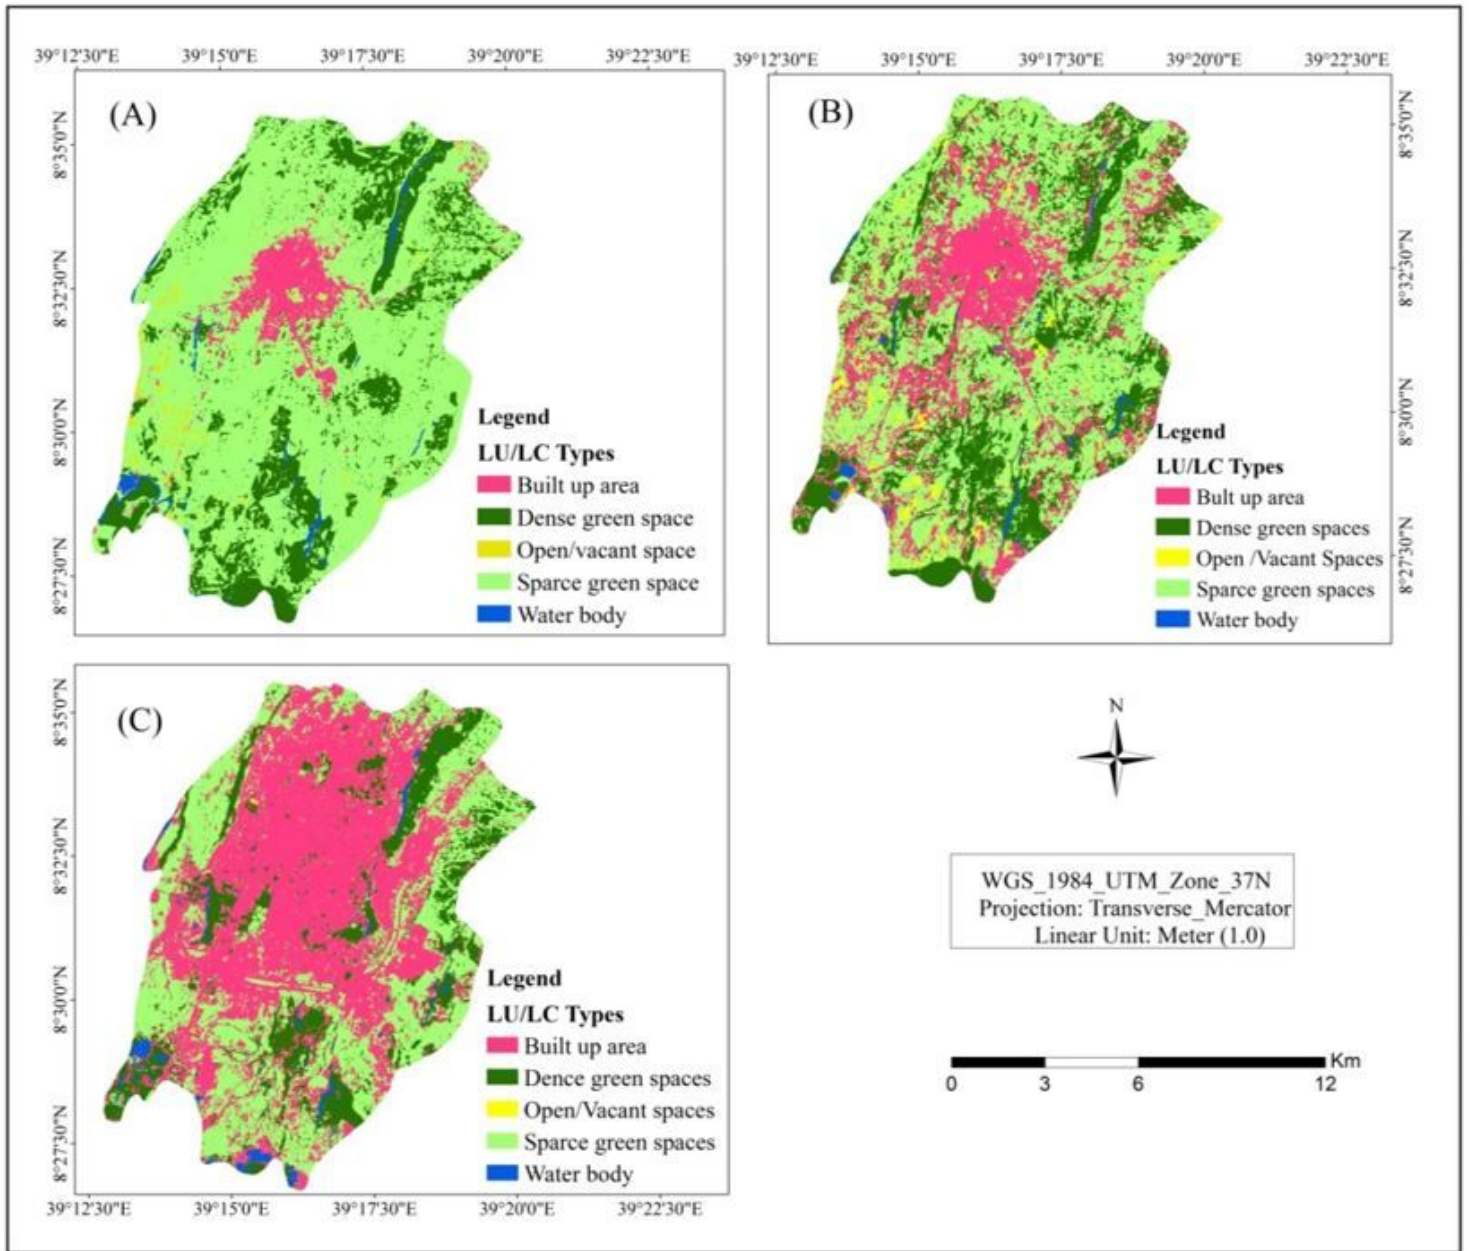 39°12'30"E 39°15'0"E 39°17'30"E 39°20'0"E 39°22'30"E
39°12'30"E 39°15'0"E 39°17'30"E 39°20'0"E 39°22'30"E
(A)
8°35'0"N
8°32'30"N
8°30'0"N
8°27'30"N
Legend
LU/LC Types
Built up area
Dense green space
Open/vacant space
Sparce green space
Water body
(B)
8°35'0"N
8°32'30"N
8°30'0"N
8°27'30"N
Legend
LU/LC Types
Bult up area
Dense green spaces
Open /Vacant Spaces
Sparce green spaces
Water body
(C)
8°35'0"N
8°32'30"N
8°30'0"N
8°27'30"N
Legend
LU/LC Types
Built up area
Dence green spaces
Open/Vacant spaces
Sparce green spaces
Water body
39°12'30"E 39°15'0"E 39°17'30"E 39°20'0"E 39°22'30"E
N
WGS_1984_UTM_Zone_37N
Projection: Transverse_Mercator
Linear Unit: Meter (1.0)
Km
0 3 6 12